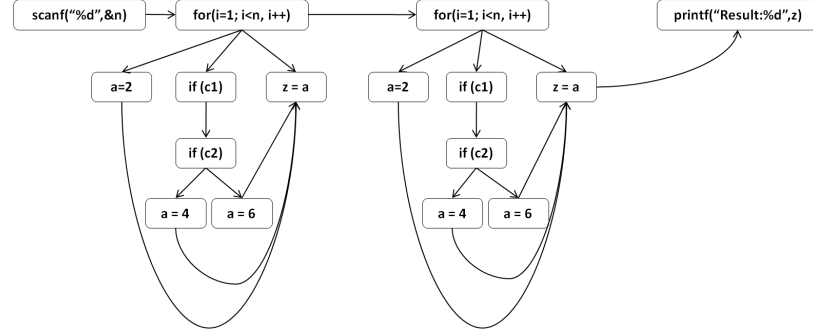 scanf(“%d”,&n)
for(i=1; i<n, i++)
for(i=1; i<n, i++)
printf(“Result:%d”,z)
a=2
if (c1)
z = a
a=2
if (c1)
z = a
if (c2)
if (c2)
a = 4
a = 6
a = 4
a = 6